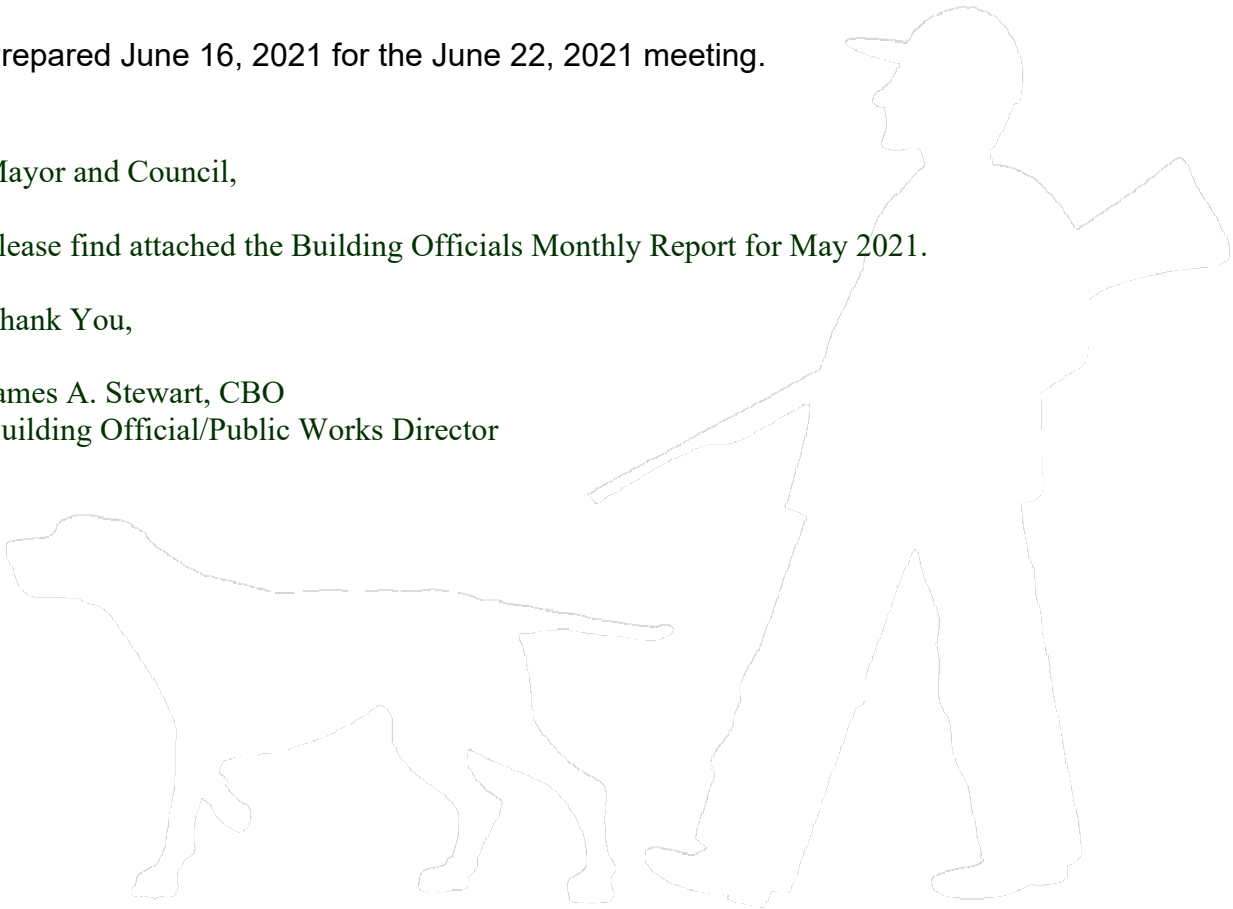 repared June 16, 2021 for the June 22, 2021 meeting.
Mayor and Council,
lease find attached the Building Officials Monthly Report for May 2021.
hank You,
ames A. Stewart, CBO
uilding Official/Public Works Director